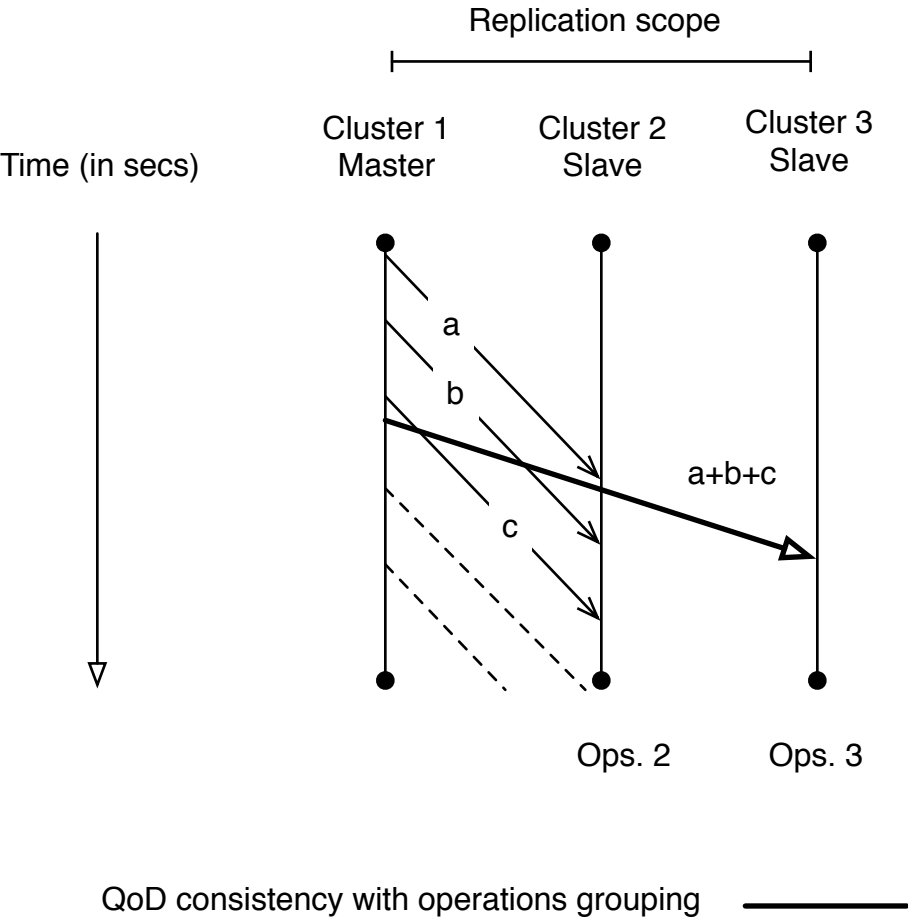 Replication scope
Cluster 1
Master
Cluster 2
Slave
Cluster 3
Slave
Time (in secs)
a
b
a+b+c
c
Ops. 2
Ops. 3
QoD consistency with operations grouping